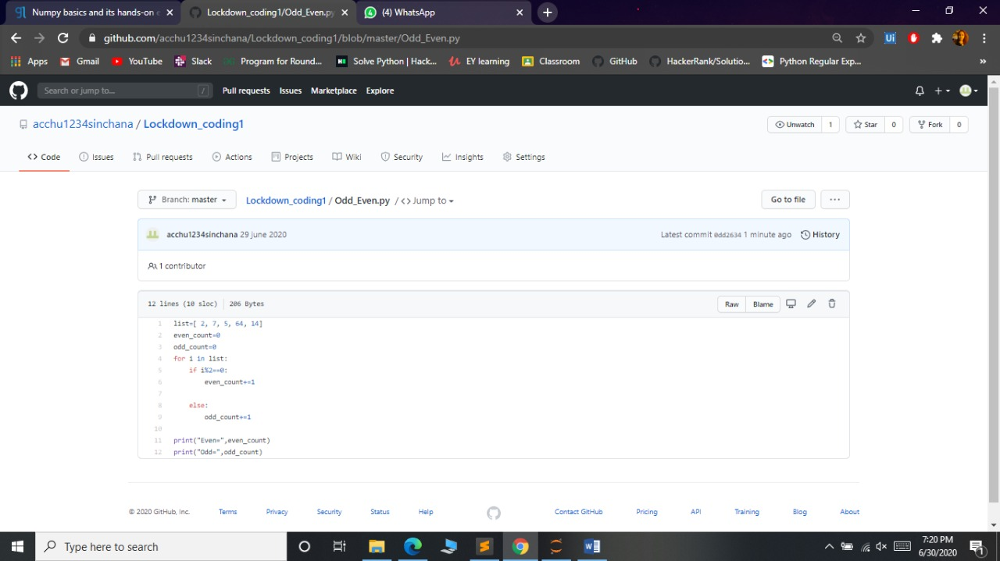 Numpy basics and its hands-on e
Lockdown_coding1/Odd_Even.py
(4) WhatsApp
github.com/acchu1234sinchana/Lockdown_coding1/blob/master/Odd_Even.py
Apps Gmail YouTube Slack Program for Round... Solve Python | Hack... EY learning Classroom GitHub HackerRank/Solutio... Python Regular Exp... »
Search or jump to... / Pull requests Issues Marketplace Explore
acchu1234sinchana / Lockdown_coding1
Unwatch 1 Star 0 Fork 0
Code Issues Pull requests Actions Projects Wiki Security Insights Settings
Branch: master Lockdown_coding1 / Odd_Even.py / <> Jump to Go to file ...
acchu1234sinchana 29 june 2020 Latest commit 0dd2634 1 minute ago History
1 contributor
12 lines (10 sloc) 206 Bytes Raw Blame
1 list=[ 2, 7, 5, 64, 14]
2 even_count=0
3 odd_count=0
4 for i in list:
5 if i%2==0:
6 even_count+=1
7
8 else:
9 odd_count+=1
10
11 print("Even=",even_count)
12 print("Odd=",odd_count)
© 2020 GitHub, Inc. Terms Privacy Security Status Help Contact GitHub Pricing API Training Blog About
Type here to search
7:20 PM
6/30/2020
1